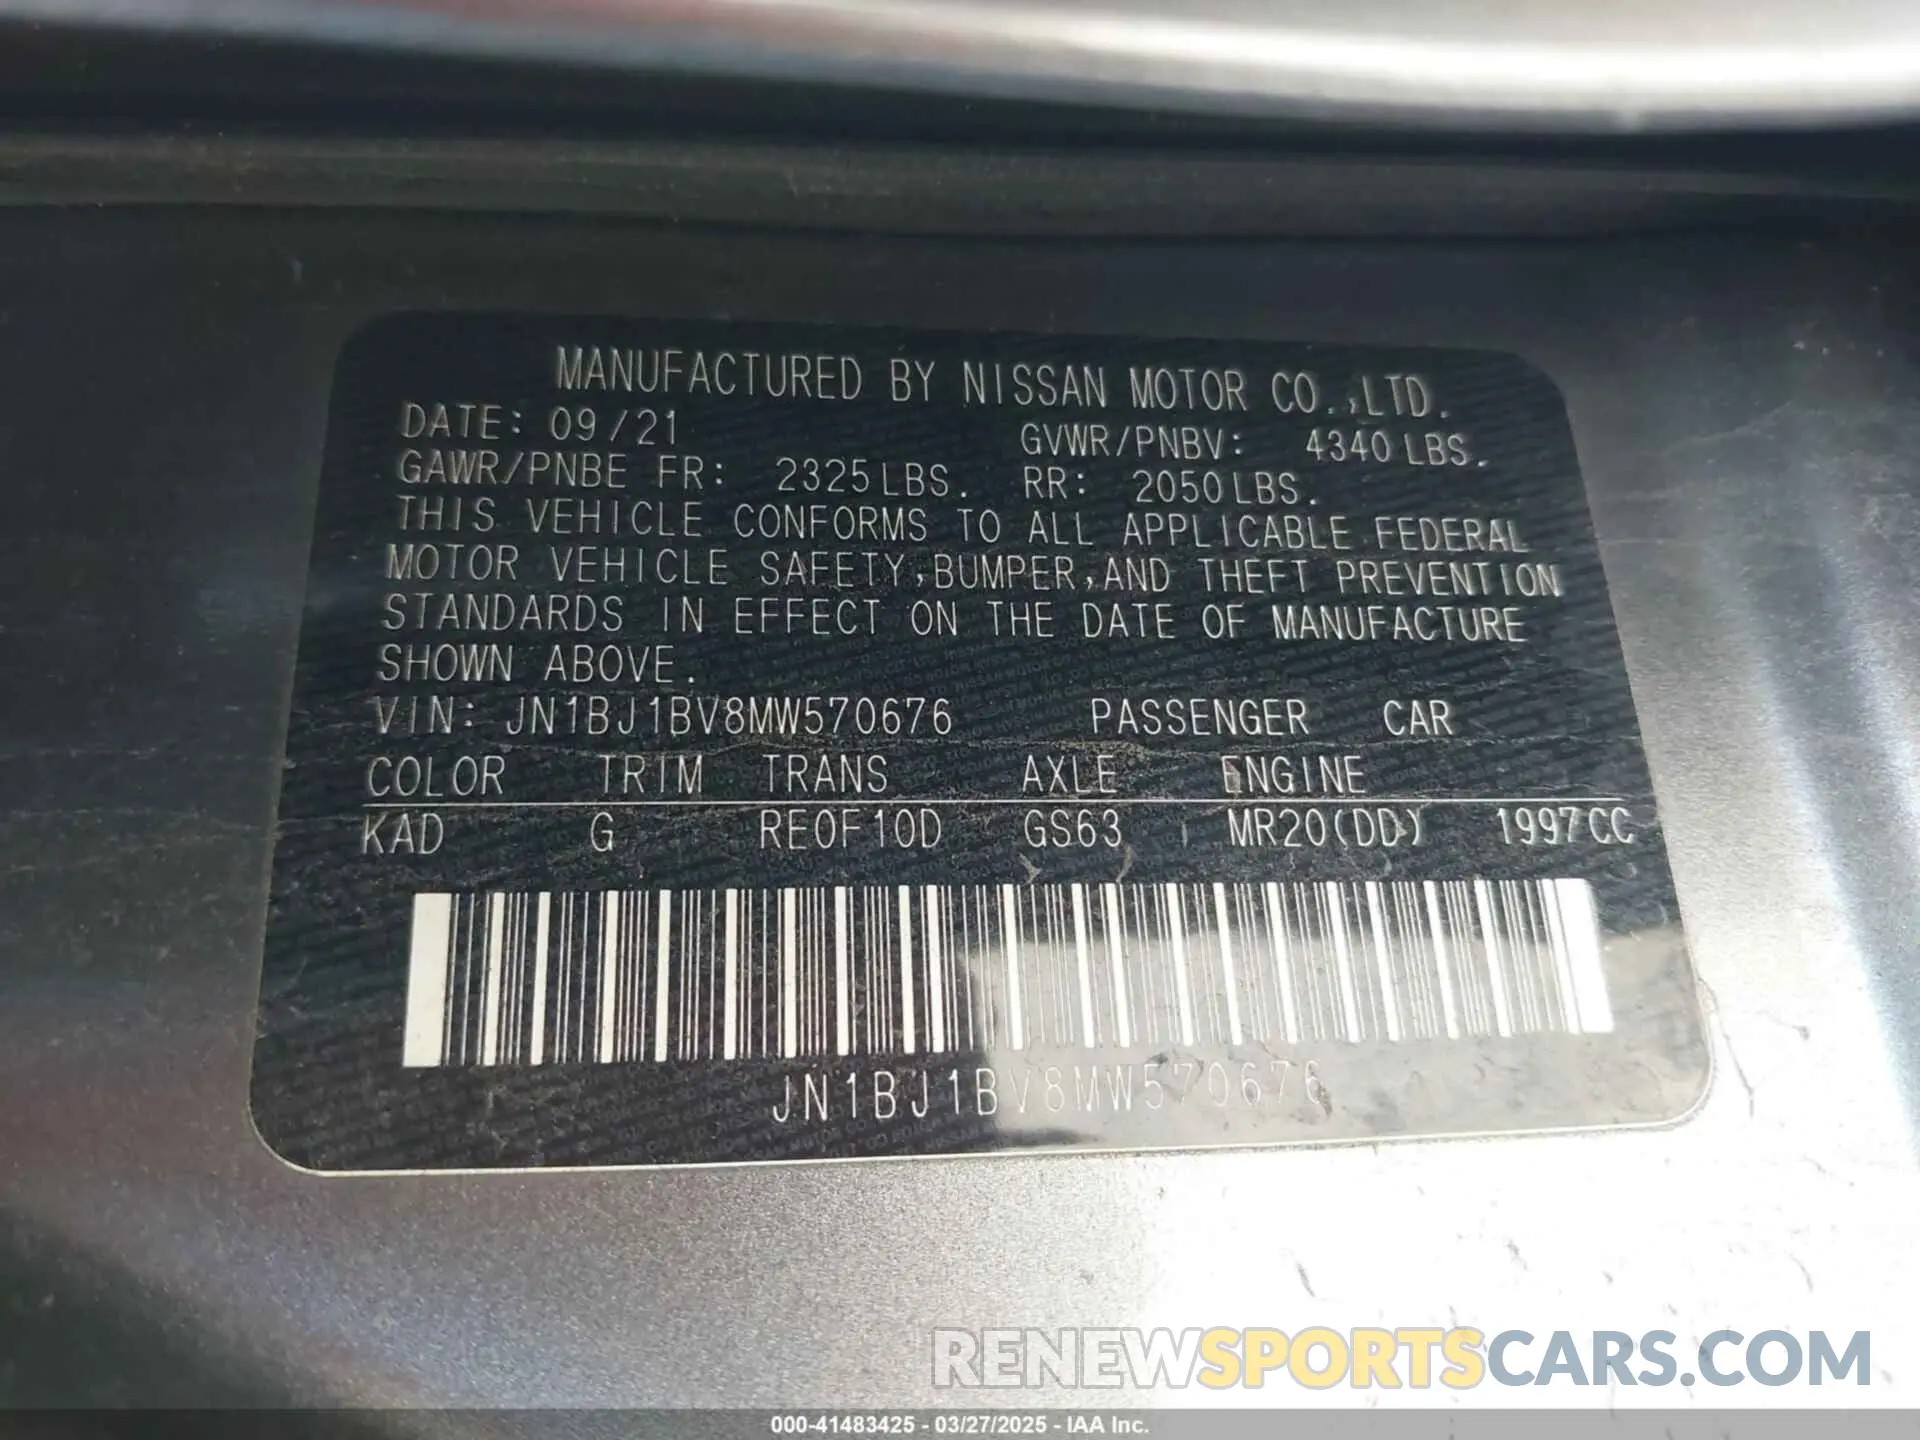 MANUFACTURED BY NISSAN MOTOR CO.,LTD.
DATE: 09/21 GVWR/PNBV: 4340 LBS.
GAWR/PNBE FR: 2325 LBS. RR: 2050 LBS.
THIS VEHICLE CONFORMS TO ALL APPLICABLE FEDERAL
MOTOR VEHICLE SAFETY,BUMPER,AND THEFT PREVENTION
STANDARDS IN EFFECT ON THE DATE OF MANUFACTURE
SHOWN ABOVE.
VIN: JN1BJ1BV8MW570676 PASSENGER CAR
COLOR TRIM TRANS AXLE ENGINE
KAD G RE0F10D GS63 MR20(DD) 1997CC
JN1BJ1BV8MW570676
RENEWSPORTSCARS.COM
000-41483425 - 03/27/2025 - IAA Inc.